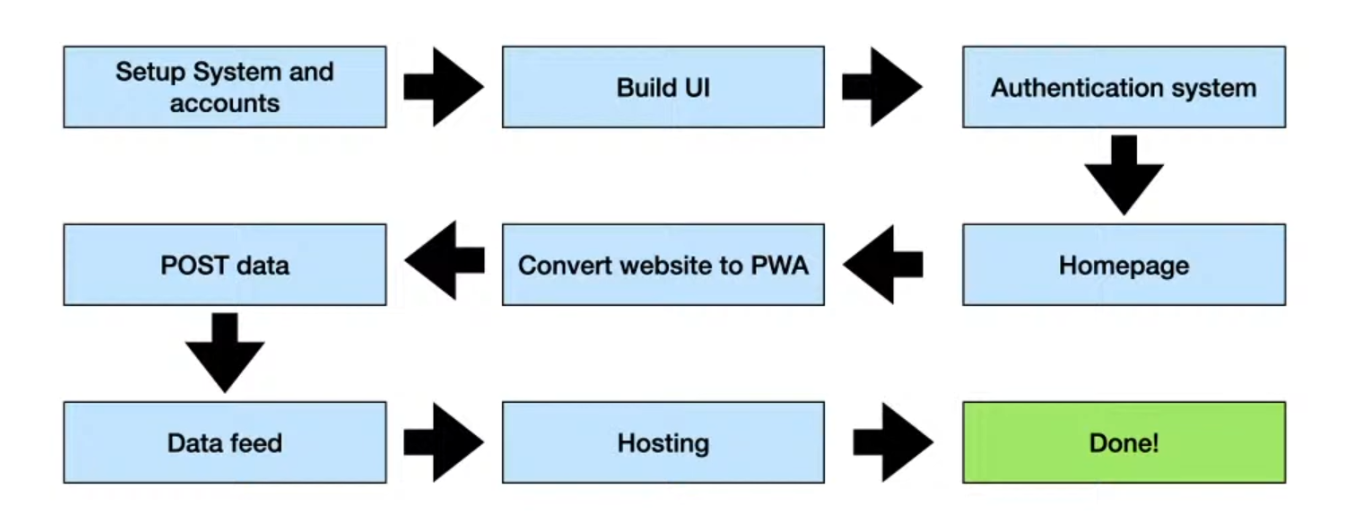 Setup System and
accounts
Build UI
Authentication system
Homepage
Convert website to PWA
POST data
Data feed
Hosting
Done!